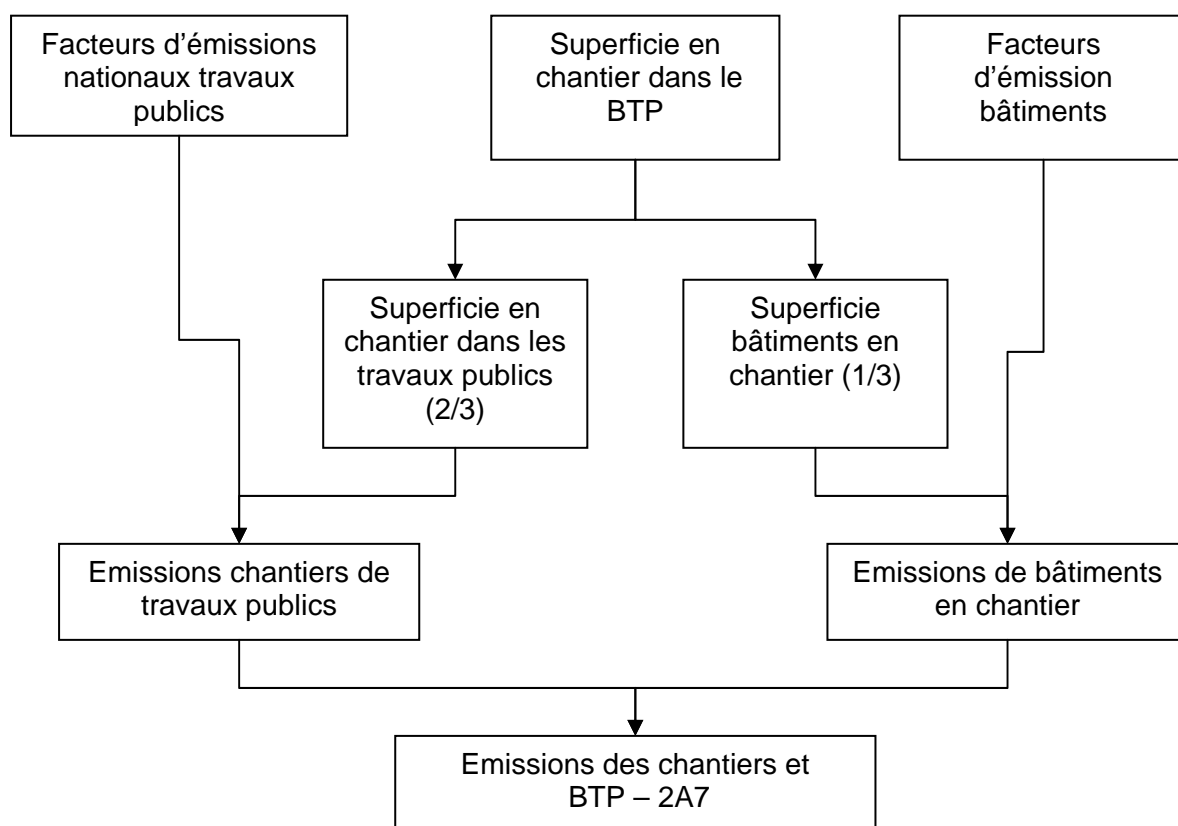 Facteurs d'émissions
nationaux travaux
publics
Superficie en
chantier dans le
BTP
Facteurs
d'émission
bâtiments
Superficie en
chantier dans les
travaux publics
(2/3)
Superficie
bâtiments en
chantier (1/3)
Emissions chantiers de
travaux publics
Emissions de bâtiments
en chantier
Emissions des chantiers et
BTP – 2A7